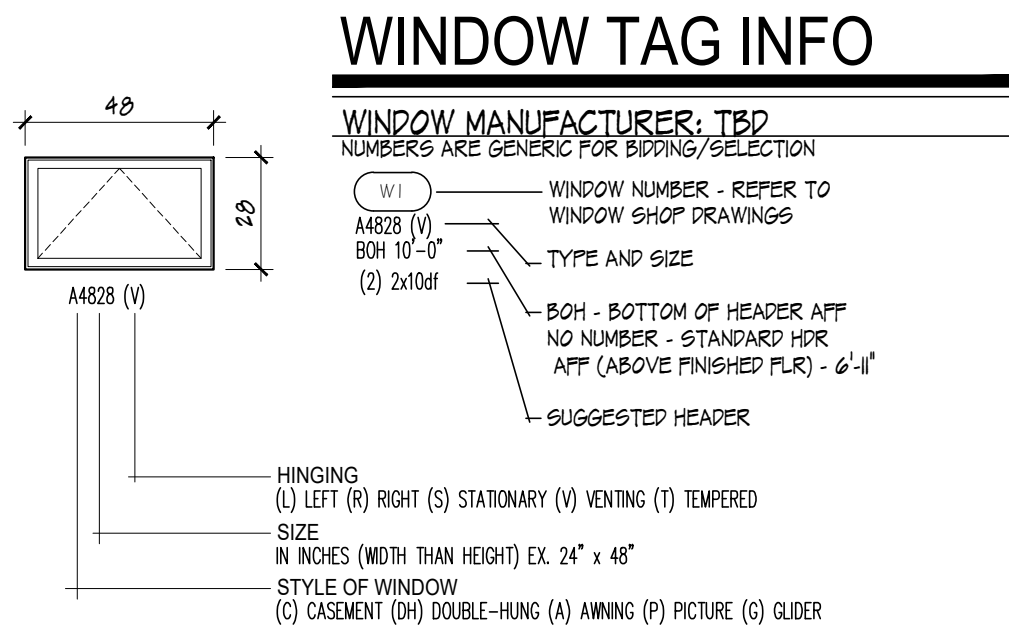 WINDOW TAG INFO
48
28
A4828 (V)
WINDOW MANUFACTURER: TBD
NUMBERS ARE GENERIC FOR BIDDING/SELECTION
W1
WINDOW NUMBER - REFER TO
WINDOW SHOP DRAWINGS
A4828 (V)
TYPE AND SIZE
BOH 10'-0"
BOH - BOTTOM OF HEADER AFF
NO NUMBER - STANDARD HDR
AFF (ABOVE FINISHED FLR) - 6'-11"
(2) 2x10df
SUGGESTED HEADER
HINGING
(L) LEFT (R) RIGHT (S) STATIONARY (V) VENTING (T) TEMPERED
SIZE
IN INCHES (WIDTH THAN HEIGHT) EX. 24" x 48"
STYLE OF WINDOW
(C) CASEMENT (DH) DOUBLE-HUNG (A) AWNING (P) PICTURE (G) GLIDER